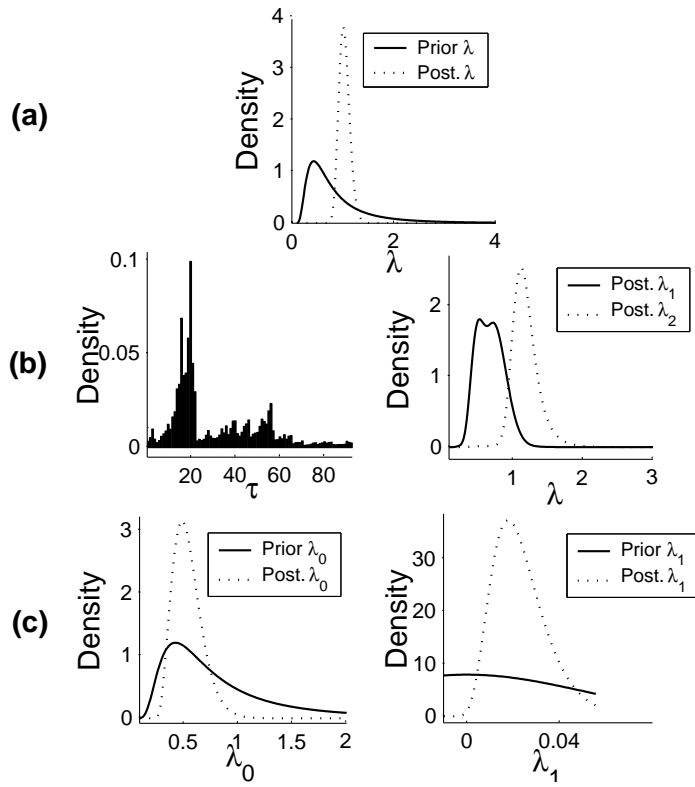 (a)
Density
4
3
2
1
0
0 2 4
λ
Prior λ
Post. λ
(b)
Density
0.1
0.05
0
20 40 60 80
τ
Density
2
1
0
1 2 3
λ
Post. λ1
Post. λ2
(c)
Density
3
2
1
0
0.5 1 1.5 2
λ0
Prior λ0
Post. λ0
Density
30
20
10
0
0 0.04
λ1
Prior λ1
Post. λ1